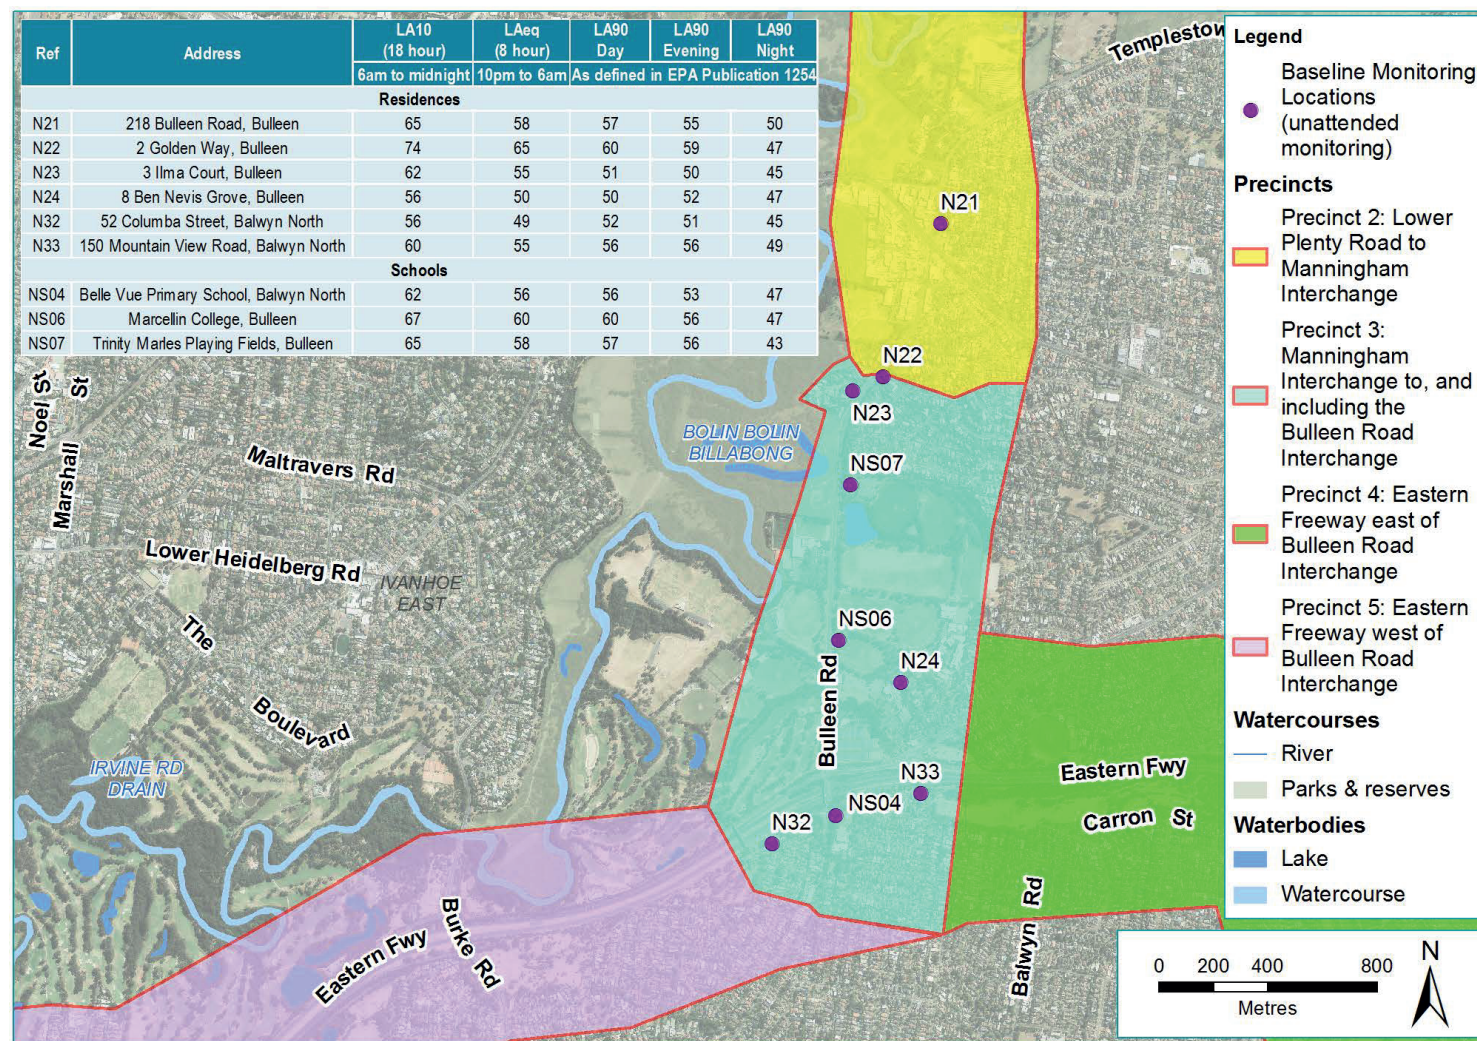 Ref Address LA10 (18 hour) LAeq (8 hour) LA90 Day LA90 Evening LA90 Night
6am to midnight 10pm to 6am As defined in EPA Publication 1254
Residences
N21 218 Bulleen Road, Bulleen 65 58 57 55 50
N22 2 Golden Way, Bulleen 74 65 60 59 47
N23 3 Ilma Court, Bulleen 62 55 51 50 45
N24 8 Ben Nevis Grove, Bulleen 56 50 50 52 47
N32 52 Columba Street, Balwyn North 56 49 52 51 45
N33 150 Mountain View Road, Balwyn North 60 55 56 56 49
Schools
NS04 Belle Vue Primary School, Balwyn North 62 56 56 53 47
NS06 Marcellin College, Bulleen 67 60 60 56 47
NS07 Trinity Marles Playing Fields, Bulleen 65 58 57 56 43
Templestow
N21
N22
N23
NS07
NS06
N24
N33
NS04
N32
Noel St
St
Marshall
Maltravers Rd
Lower Heidelberg Rd
IVANHOE
EAST
The
Boulevard
BOLIN BOLIN
BILLABONG
IRVINE RD
DRAIN
Bulleen Rd
Eastern Fwy
Burke Rd
Eastern Fwy
Carron St
Balwyn Rd
Legend
Baseline Monitoring
Locations
(unattended
monitoring)
Precincts
Precinct 2: Lower
Plenty Road to
Manningham
Interchange
Precinct 3:
Manningham
Interchange to, and
including the
Bulleen Road
Interchange
Precinct 4: Eastern
Freeway east of
Bulleen Road
Interchange
Precinct 5: Eastern
Freeway west of
Bulleen Road
Interchange
Watercourses
River
Parks & reserves
Waterbodies
Lake
Watercourse
0 200 400 800
Metres
N